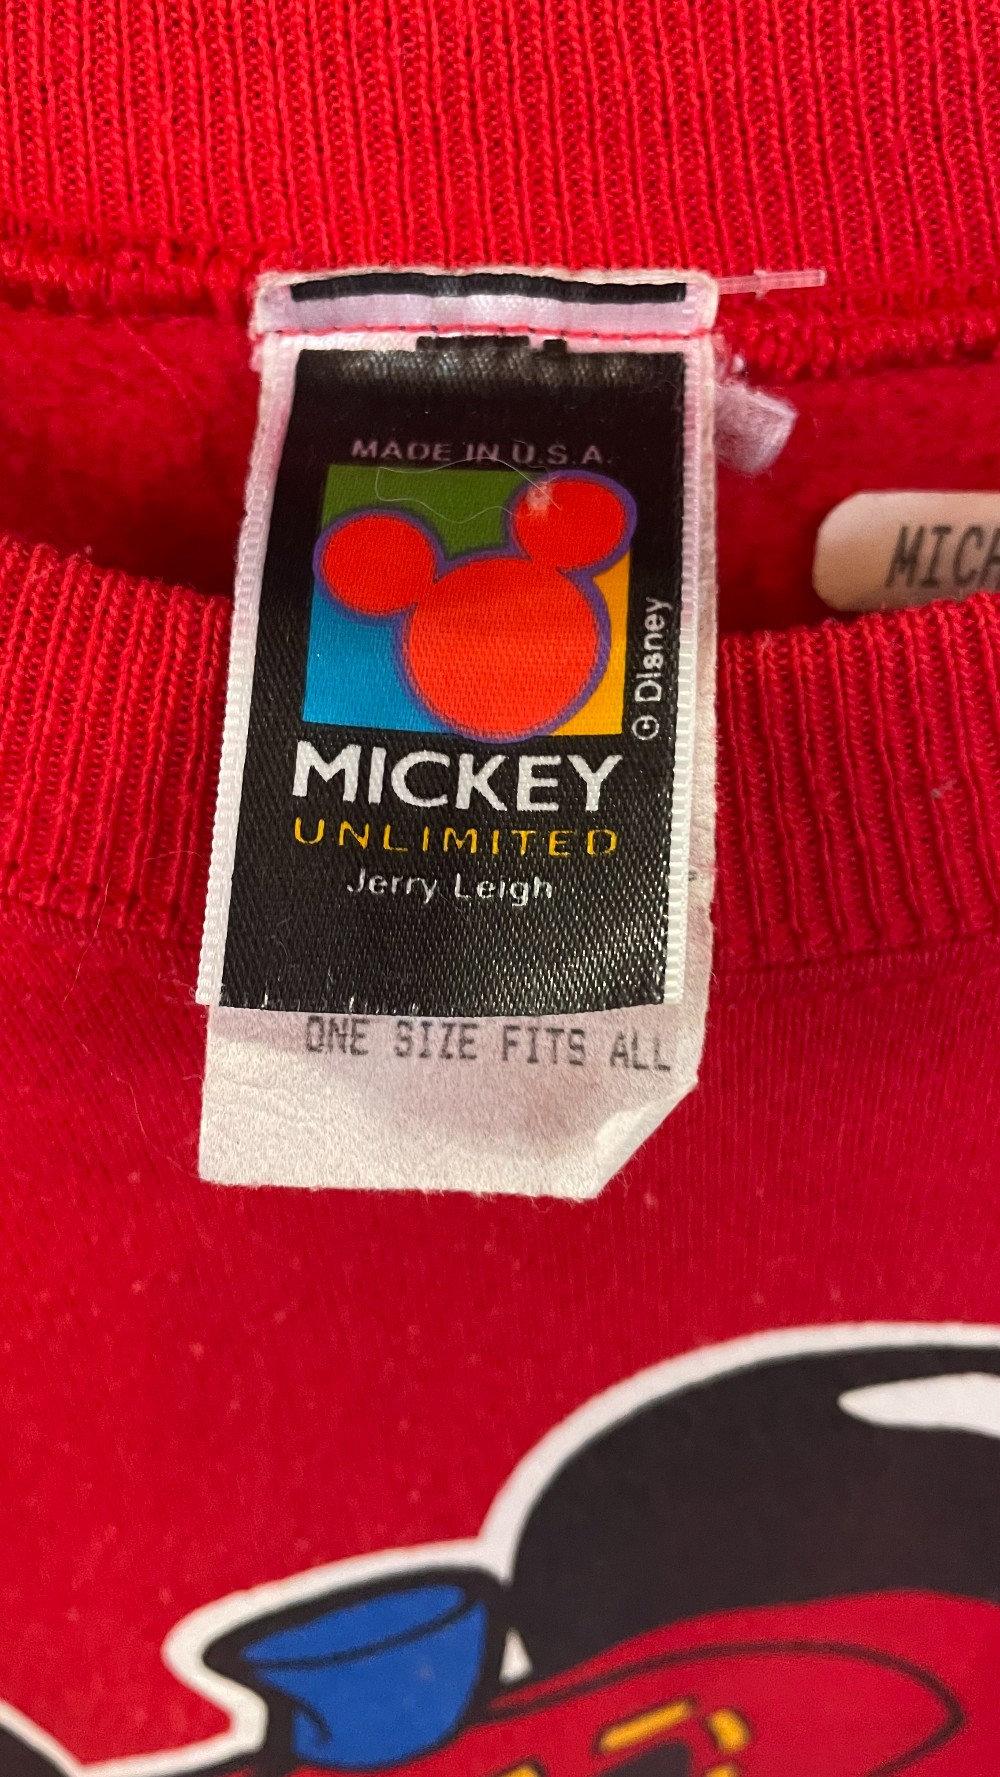 MADE IN U.S.A.
© Disney
MICKEY
UNLIMITED
Jerry Leigh
ONE SIZE FITS ALL